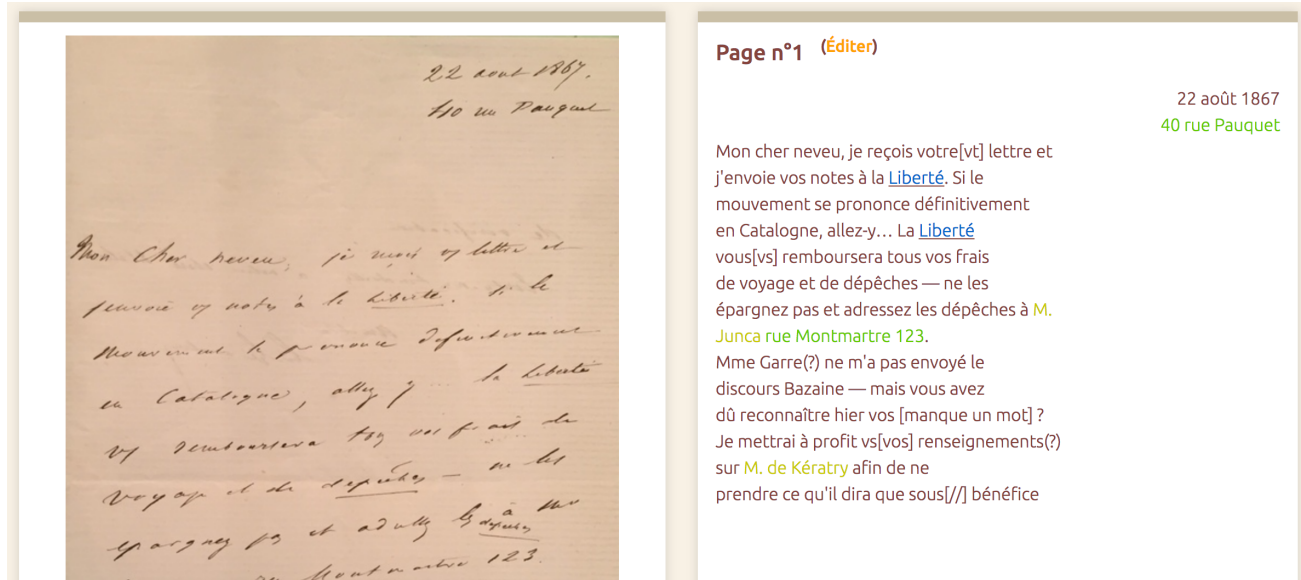 22 aout 1867.
40 rue Pauquet
Mon Cher neveu, je reçois vs lettre et
j'envoie vs notes à la Liberté. Si le
mouvement se prononce définitivement
en Catalogne, allez y ... la Liberté
vs remboursera tos vos frais de
voyage et de depêches — ne les
epargnez pas et adressez les depêches à
Montmartre 123.
Page n°1 (Éditer)
22 août 1867
40 rue Pauquet
Mon cher neveu, je reçois votre[vt] lettre et
j'envoie vos notes à la Liberté. Si le
mouvement se prononce définitivement
en Catalogne, allez-y… La Liberté
vous[vs] remboursera tous vos frais
de voyage et de dépêches — ne les
épargnez pas et adressez les dépêches à M.
Junca rue Montmartre 123.
Mme Garre(?) ne m'a pas envoyé le
discours Bazaine — mais vous avez
dû reconnaître hier vos [manque un mot] ?
Je mettrai à profit vs[vos] renseignements(?)
sur M. de Kératry afin de ne
prendre ce qu'il dira que sous[//] bénéfice